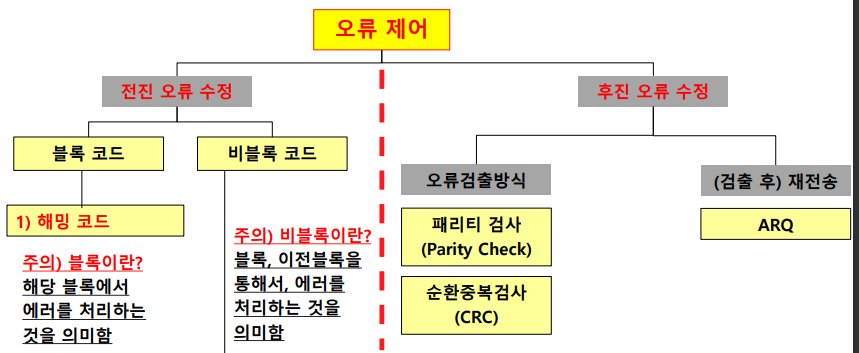 오류 제어
전진 오류 수정
후진 오류 수정
블록 코드
비블록 코드
1) 해밍 코드
주의) 블록이란?
해당 블록에서
에러를 처리하는
것을 의미함
주의) 비블록이란?
블록, 이전블록을
통해서, 에러를
처리하는 것을
의미함
오류검출방식
패리티 검사
(Parity Check)
순환중복검사
(CRC)
(검출 후) 재전송
ARQ